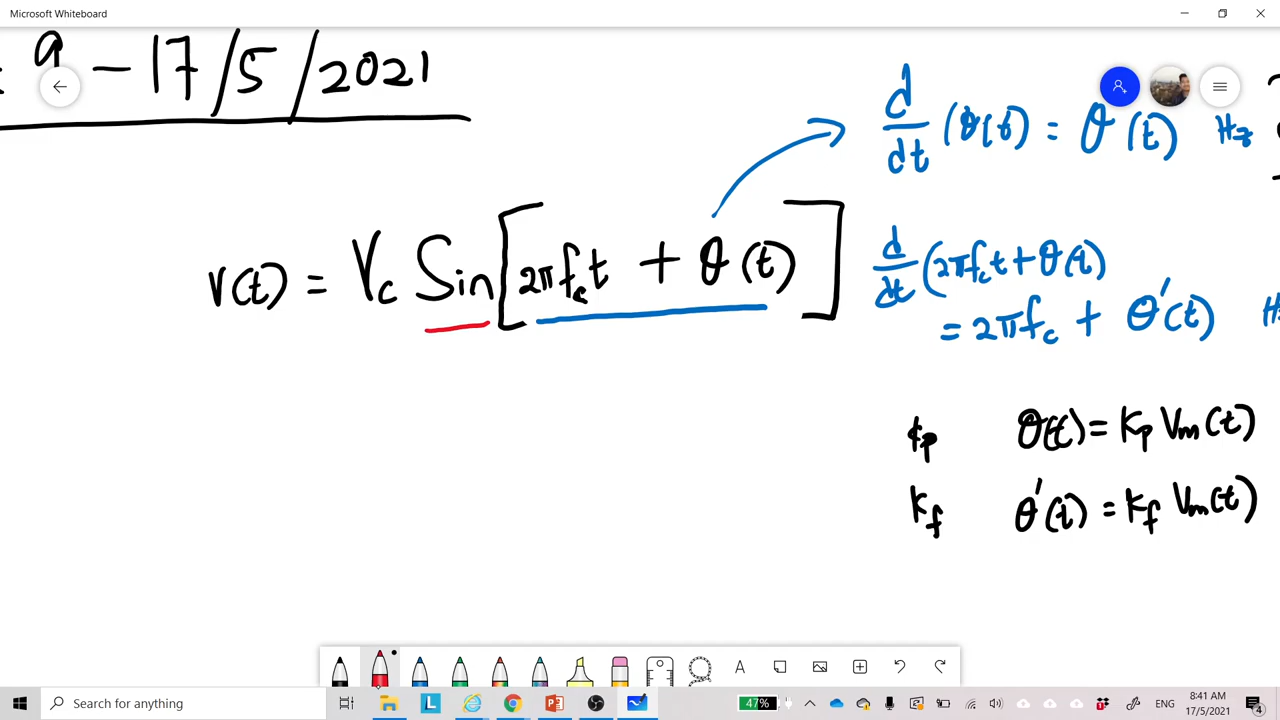 Microsoft Whiteboard
9 - 17/5/2021
d/dt (θ(t) = θ(t) Hz
v(t) = Vc Sin [2πfct + θ(t)]
d/dt (2πfct + θ(t)
= 2πfc + θ'(t)
kp θ(t) = Kp Vm(t)
Kf θ'(t) = Kf Vm(t)
A
Search for anything
L
47%
ENG
8:41 AM
17/5/2021
4